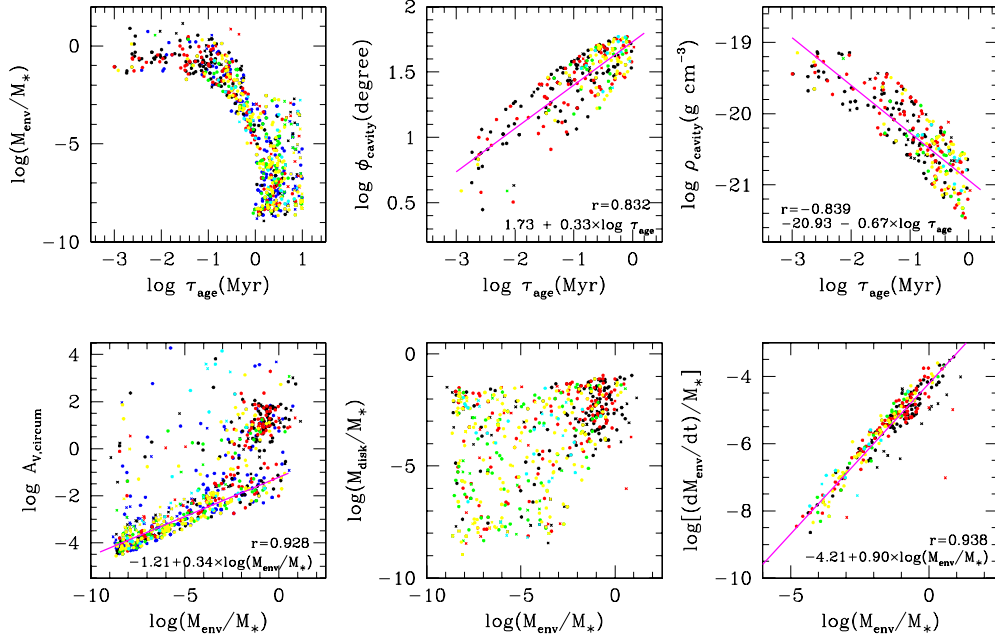 log(M_env/M_*)
0
−5
−10
−3 −2 −1 0 1
log τ_age(Myr)
log ϕ_cavity(degree)
2
1.5
1
0.5
−3 −2 −1 0
log τ_age(Myr)
r=0.832
1.73 + 0.33×log τ_age
log ρ_cavity(g cm⁻³)
−19
−20
−21
−3 −2 −1 0
log τ_age(Myr)
r=−0.839
−20.93 − 0.67×log τ_age
log A_V,circum
4
2
0
−2
−4
−10 −5 0
log(M_env/M_*)
r=0.928
−1.21+0.34×log(M_env/M_*)
log(M_disk/M_*)
0
−5
−10
−10 −5 0
log(M_env/M_*)
log[(dM_env/dt)/M_*]
−4
−6
−8
−10
−5 0
log(M_env/M_*)
r=0.938
−4.21+0.90×log(M_env/M_*)